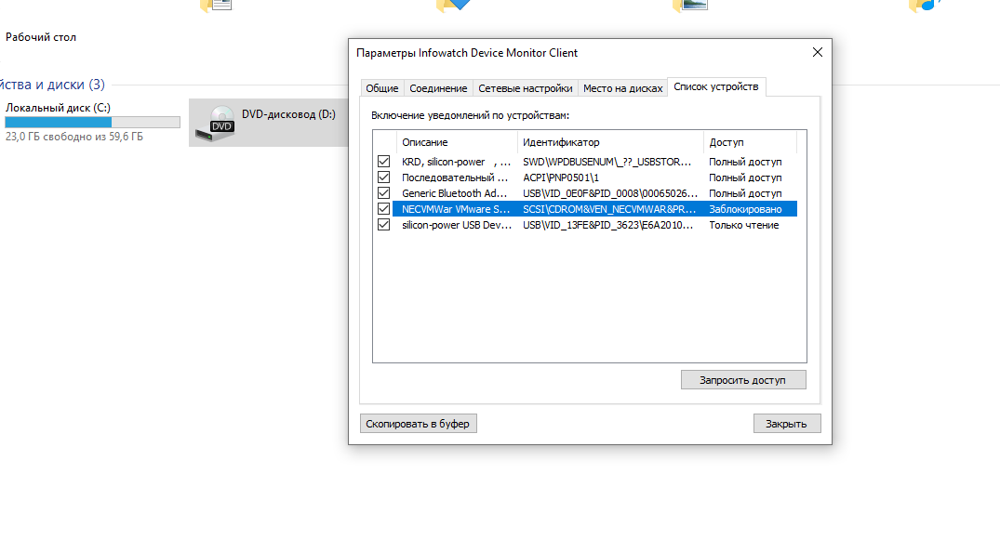 Рабочий стол
йства и диски (3)
Локальный диск (C:)
23,0 ГБ свободно из 59,6 ГБ
DVD
DVD-дисковод (D:)
Параметры Infowatch Device Monitor Client
Общие Соединение Сетевые настройки Место на дисках Список устройств
Включение уведомлений по устройствам:
Описание Идентификатор Доступ
KRD, silicon-power , ... SWD\WPDBUSENUM\_??_USBSTOR... Полный доступ
Последовательный ... ACPI\PNP0501\1 Полный доступ
Generic Bluetooth Ad... USB\VID_0E0F&PID_0008\00065026... Полный доступ
NECVMWar VMware S... SCSI\CDROM&VEN_NECVMWAR&PR... Заблокировано
silicon-power USB Dev... USB\VID_13FE&PID_3623\E6A2010... Только чтение
Запросить доступ
Скопировать в буфер Закрыть